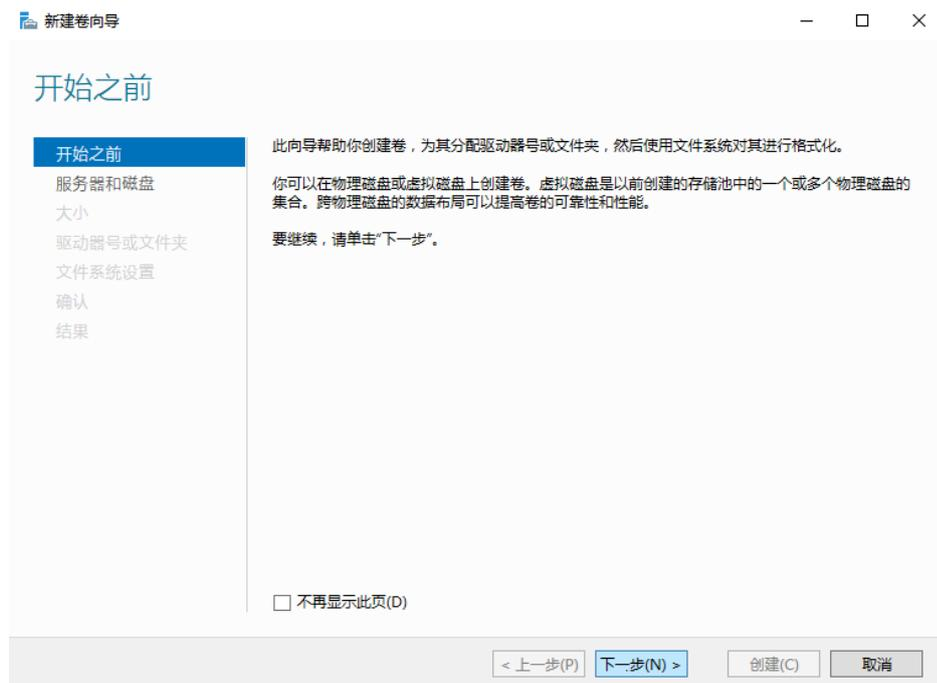 新建卷向导
开始之前
开始之前
服务器和磁盘
大小
驱动器号或文件夹
文件系统设置
确认
结果
此向导帮助你创建卷，为其分配驱动器号或文件夹，然后使用文件系统对其进行格式化。
你可以在物理磁盘或虚拟磁盘上创建卷。虚拟磁盘是以前创建的存储池中的一个或多个物理磁盘的
集合。跨物理磁盘的数据布局可以提高卷的可靠性和性能。
要继续，请单击“下一步”。
不再显示此页(D)
< 上一步(P)
下一步(N) >
创建(C)
取消